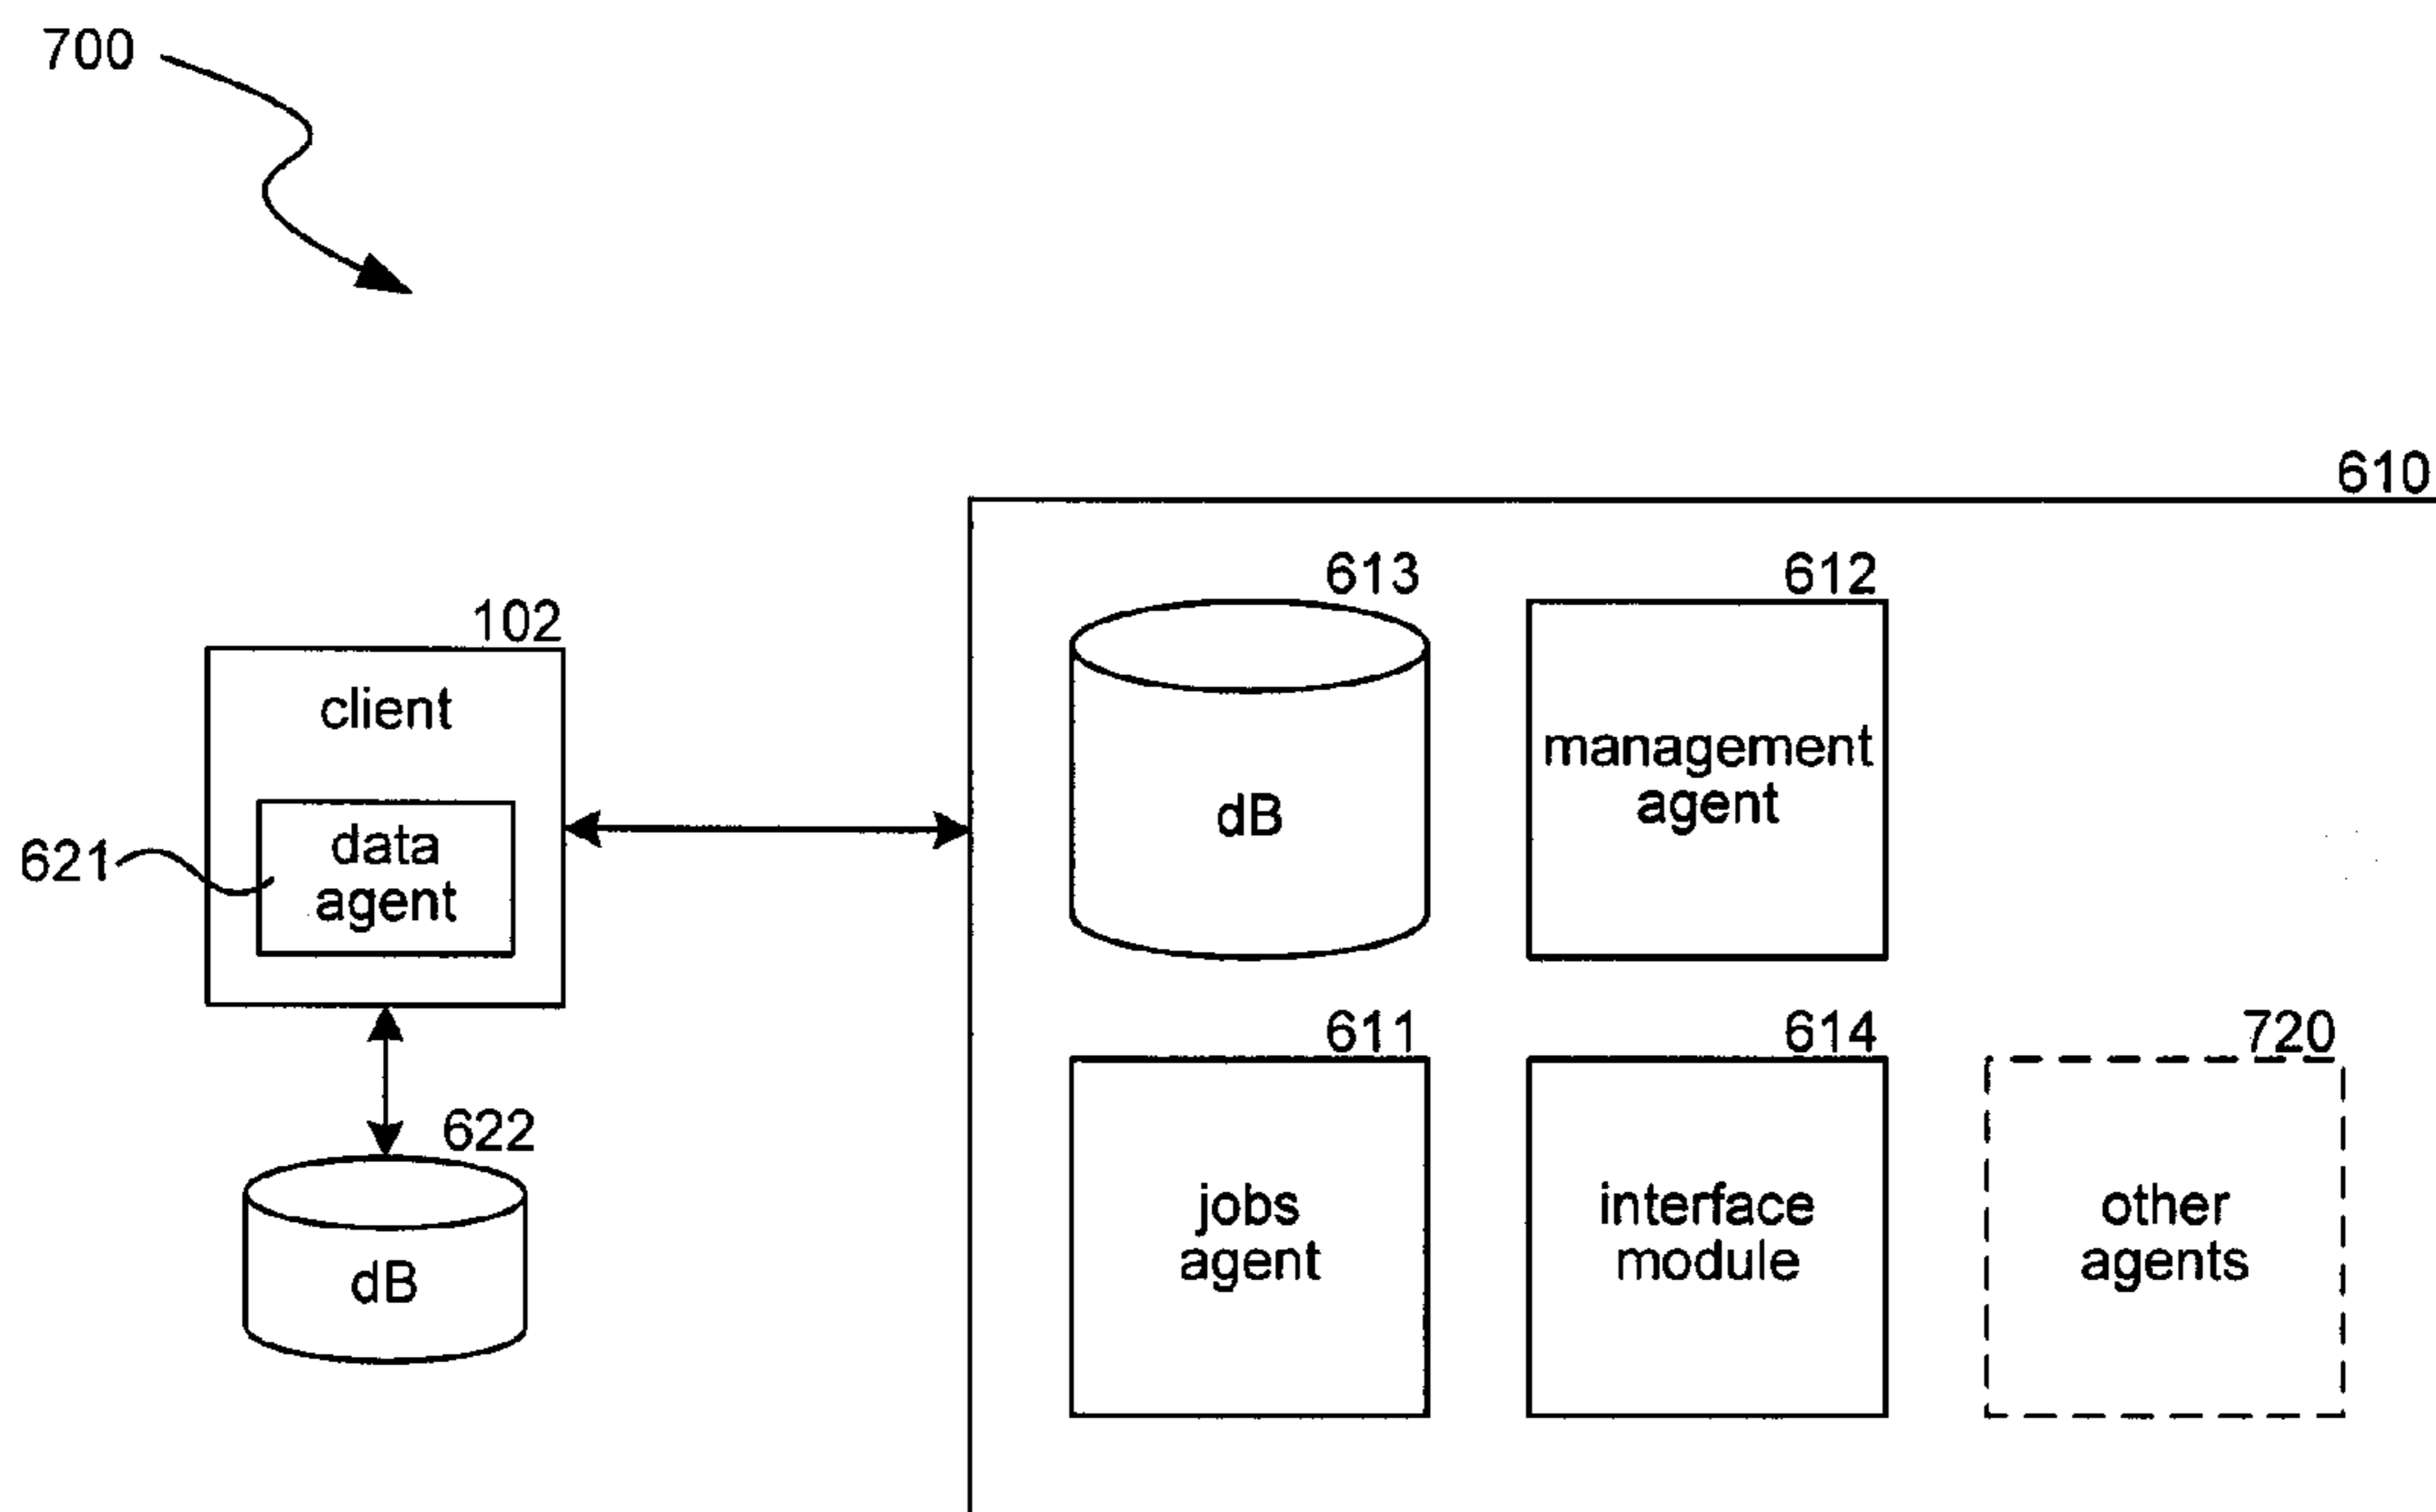 700
610
613
612
102
client
management
agent
dB
data
agent
621
611
614
720
622
jobs
agent
interface
module
other
agents
dB